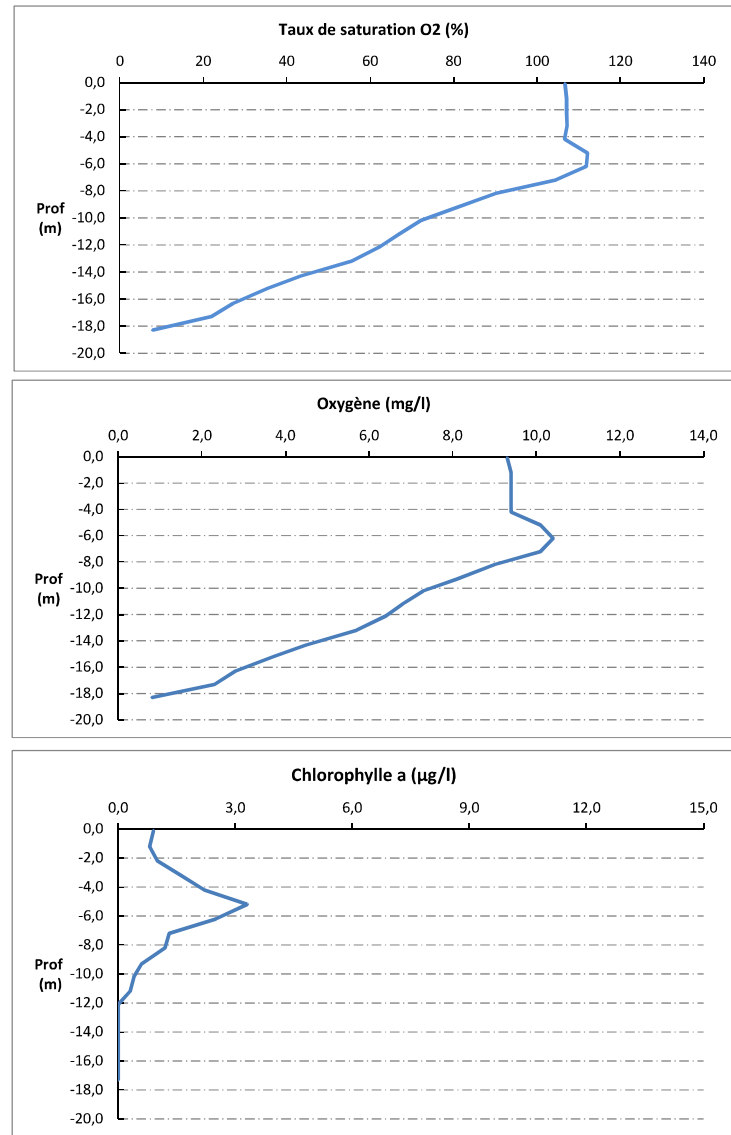 Taux de saturation O2 (%)
0 20 40 60 80 100 120 140
0,0
-2,0
-4,0
-6,0
-8,0
Prof
(m)
-10,0
-12,0
-14,0
-16,0
-18,0
-20,0
Oxygène (mg/l)
0,0 2,0 4,0 6,0 8,0 10,0 12,0 14,0
0,0
-2,0
-4,0
-6,0
-8,0
Prof
(m)
-10,0
-12,0
-14,0
-16,0
-18,0
-20,0
Chlorophylle a (µg/l)
0,0 3,0 6,0 9,0 12,0 15,0
0,0
-2,0
-4,0
-6,0
-8,0
Prof
(m)
-10,0
-12,0
-14,0
-16,0
-18,0
-20,0